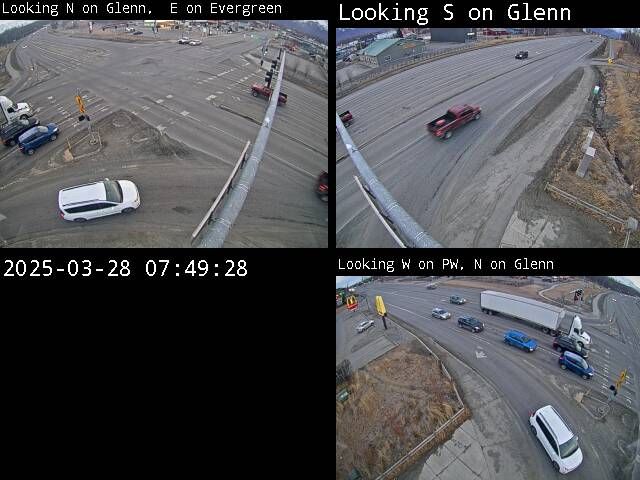 Looking N on Glenn,  E on Evergreen
Looking S on Glenn
2025-03-28 07:49:28
Looking W on PW, N on Glenn